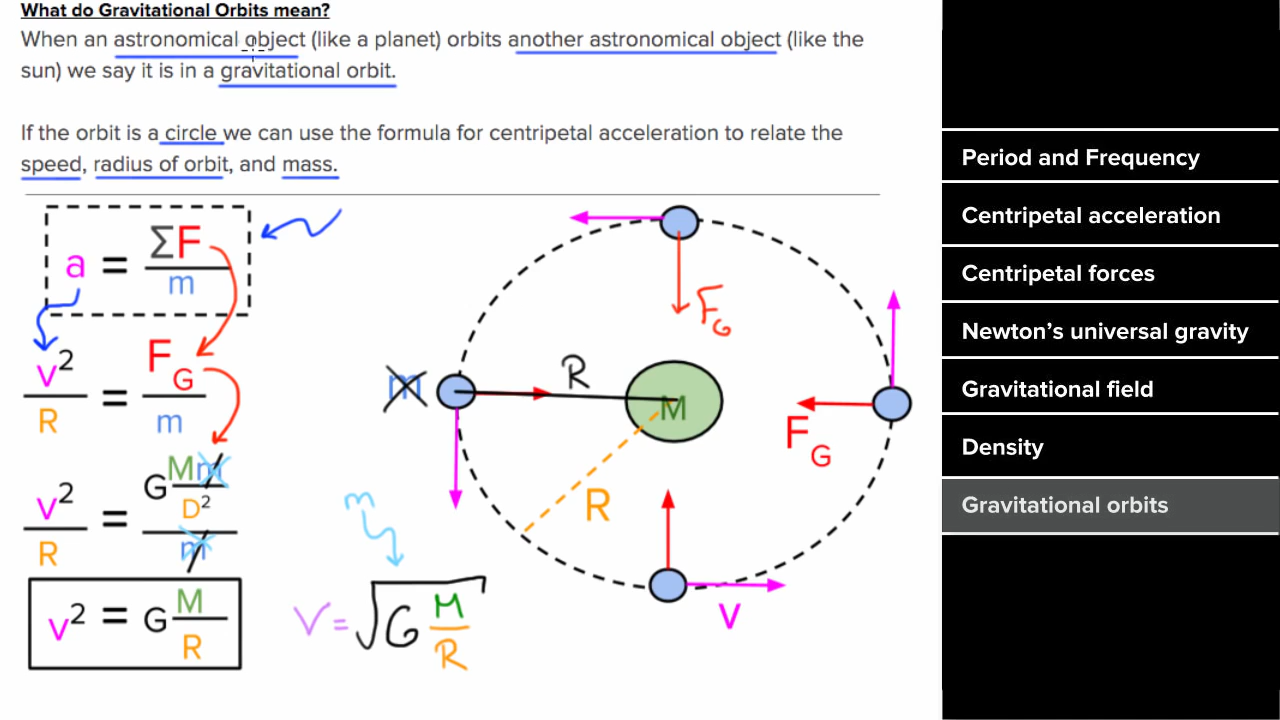 What do Gravitational Orbits mean?
When an astronomical object (like a planet) orbits another astronomical object (like the
sun) we say it is in a gravitational orbit.
If the orbit is a circle we can use the formula for centripetal acceleration to relate the
speed, radius of orbit, and mass.
a = ΣF / m
v² / R = F_G / m
v² / R = G Mm / D² / m
v² = G M / R
m
V = √G M / R
F_G
m
R
M
F_G
R
V
Period and Frequency
Centripetal acceleration
Centripetal forces
Newton’s universal gravity
Gravitational field
Density
Gravitational orbits